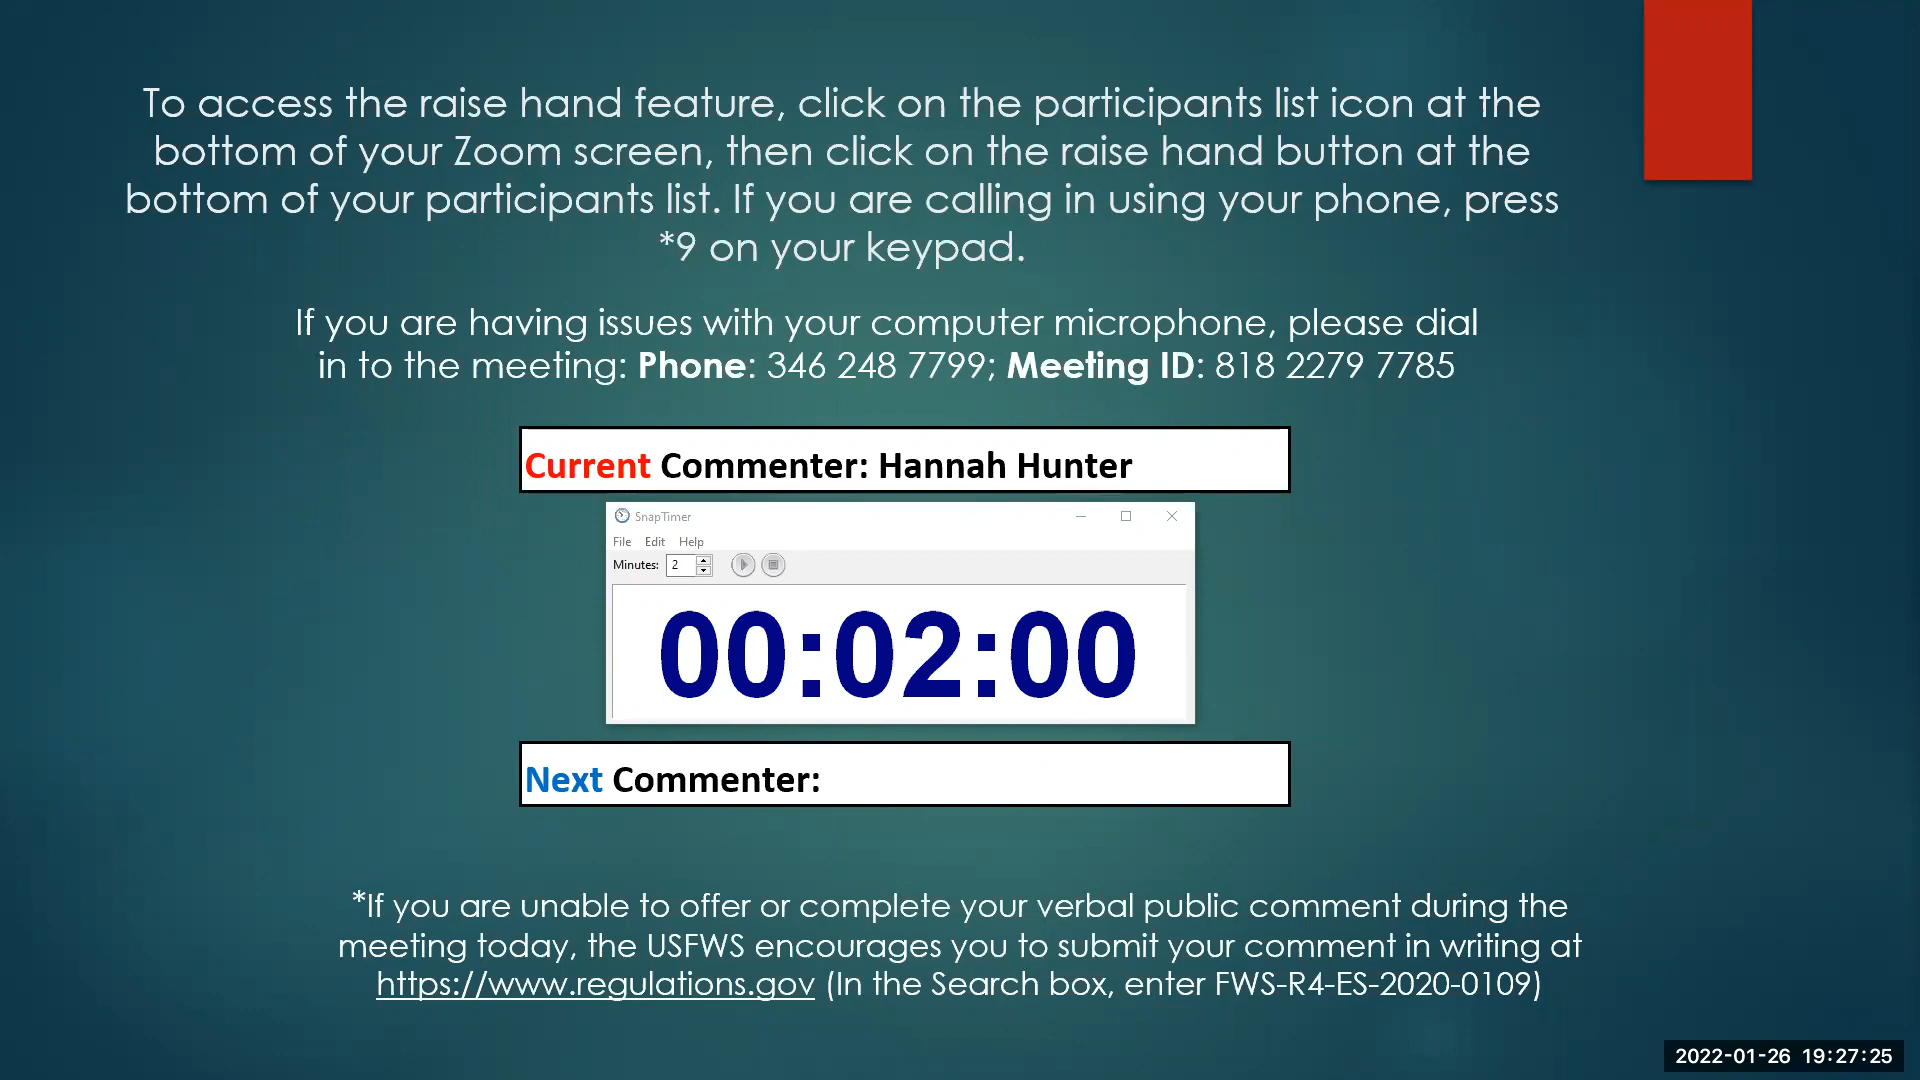 To access the raise hand feature, click on the participants list icon at the
bottom of your Zoom screen, then click on the raise hand button at the
bottom of your participants list. If you are calling in using your phone, press
*9 on your keypad.
If you are having issues with your computer microphone, please dial
in to the meeting: Phone: 346 248 7799; Meeting ID: 818 2279 7785
Current Commenter: Hannah Hunter
SnapTimer
File Edit Help
Minutes: 2
00:02:00
Next Commenter:
*If you are unable to offer or complete your verbal public comment during the
meeting today, the USFWS encourages you to submit your comment in writing at
https://www.regulations.gov (In the Search box, enter FWS-R4-ES-2020-0109)
2022-01-26 19:27:25